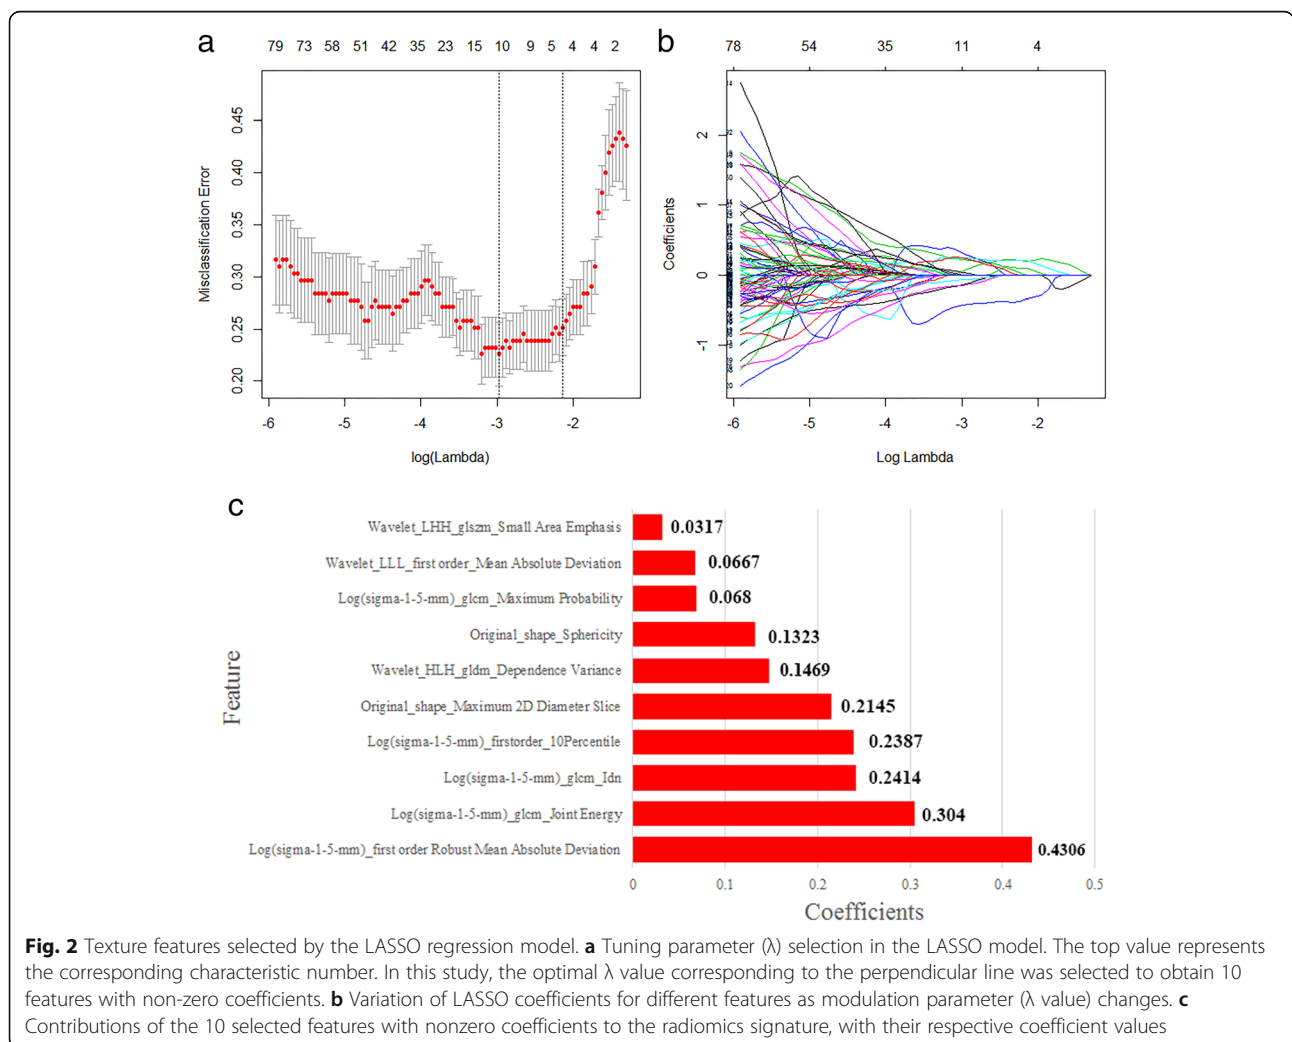 a
79 73 58 51 42 35 23 15 10 9 5 4 4 2
Misclassification Error
0.45
0.40
0.35
0.30
0.25
0.20
-6 -5 -4 -3 -2
log(Lambda)
b
78 54 35 11 4
Coefficients
2
1
0
-1
-6 -5 -4 -3 -2
Log Lambda
c
Feature
Wavelet_LHH_glszm_Small Area Emphasis 0.0317
Wavelet_LLL_first order_Mean Absolute Deviation 0.0667
Log(sigma-1-5-mm)_glcm_Maximum Probability 0.068
Original_shape_Sphericity 0.1323
Wavelet_HLH_gldm_Dependence Variance 0.1469
Original_shape_Maximum 2D Diameter Slice 0.2145
Log(sigma-1-5-mm)_firstorder_10Percentile 0.2387
Log(sigma-1-5-mm)_glcm_Idn 0.2414
Log(sigma-1-5-mm)_glcm_Joint Energy 0.304
Log(sigma-1-5-mm)_first order Robust Mean Absolute Deviation 0.4306
0 0.1 0.2 0.3 0.4 0.5
Coefficients
Fig. 2 Texture features selected by the LASSO regression model. a Tuning parameter (λ) selection in the LASSO model. The top value represents
the corresponding characteristic number. In this study, the optimal λ value corresponding to the perpendicular line was selected to obtain 10
features with non-zero coefficients. b Variation of LASSO coefficients for different features as modulation parameter (λ value) changes. c
Contributions of the 10 selected features with nonzero coefficients to the radiomics signature, with their respective coefficient values